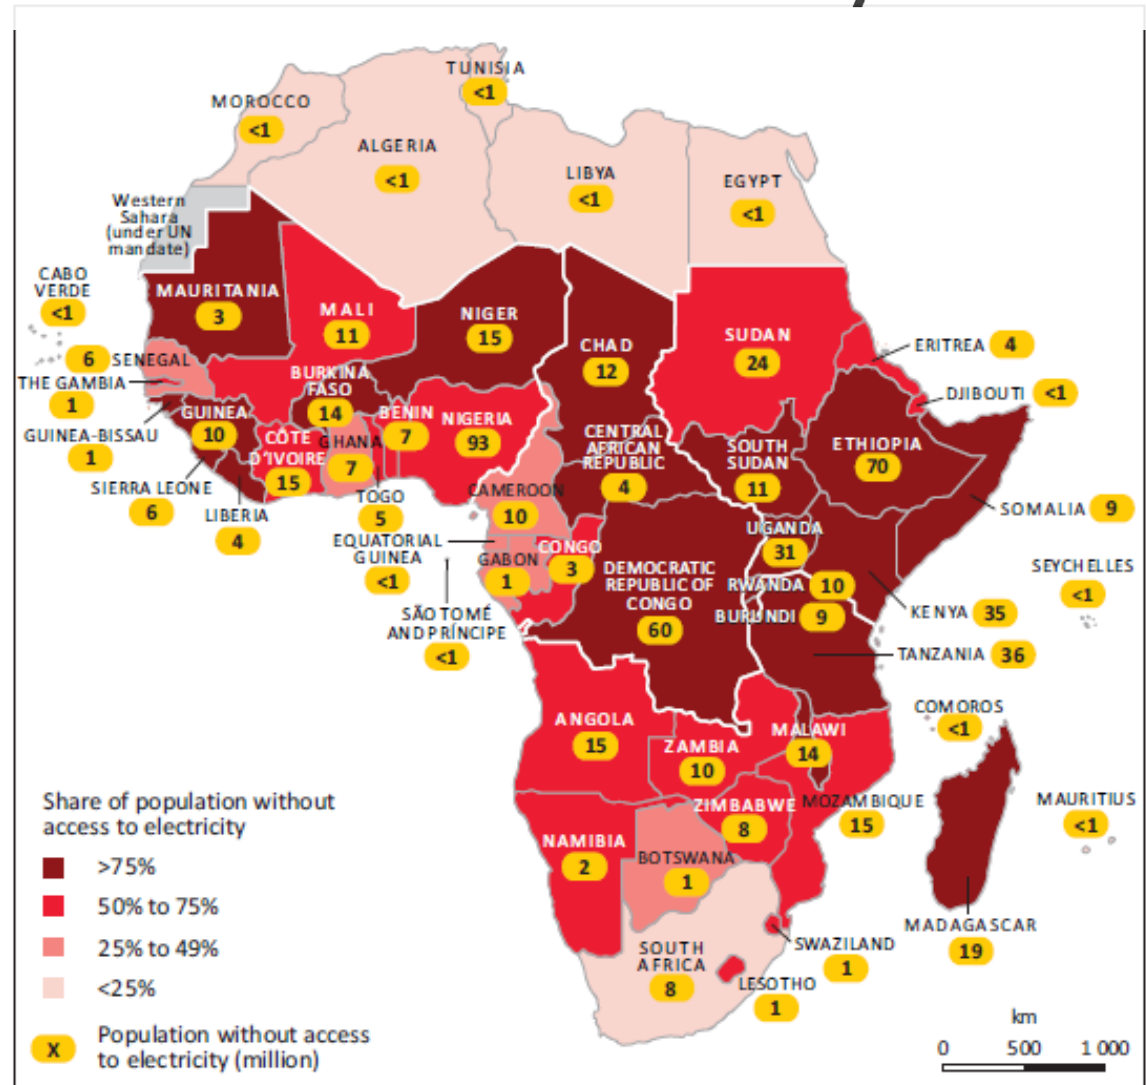 TUNISIA
<1
MOROCCO
<1
ALGERIA
<1
LIBYA
<1
EGYPT
<1
Western
Sahara
(under UN
mandate)
CABO
VERDE
<1
MAURITANIA
3
MALI
11
NIGER
15
CHAD
12
SUDAN
24
ERITREA 4
DJIBOUTI <1
6 SENEGAL
THE GAMBIA
1
GUINEA-BISSAU
1
GUINEA
10
SIERRA LEONE
6
LIBERIA
4
CÔTE
D'IVOIRE
15
BURKINA
FASO
14
GHANA
7
TOGO
5
BENIN
7
NIGERIA
93
CENTRAL
AFRICAN
REPUBLIC
4
SOUTH
SUDAN
11
ETHIOPIA
70
SOMALIA 9
CAMEROON
10
EQUATORIAL
GUINEA
<1
GABON
1
CONGO
3
SÃO TOMÉ
AND PRÍNCIPE
<1
DEMOCRATIC
REPUBLIC OF
CONGO
60
UGANDA
31
RWANDA 10
BURUNDI 9
KENYA 35
TANZANIA 36
SEYCHELLES
<1
COMOROS
<1
ANGOLA
15
ZAMBIA
10
MALAWI
14
MOZAMBIQUE
15
ZIMBABWE
8
NAMIBIA
2
BOTSWANA
1
SOUTH
AFRICA
8
SWAZILAND
1
LESOTHO
1
MADAGASCAR
19
MAURITIUS
<1
Share of population without
access to electricity
>75%
50% to 75%
25% to 49%
<25%
X Population without access
to electricity (million)
km
0 500 1 000